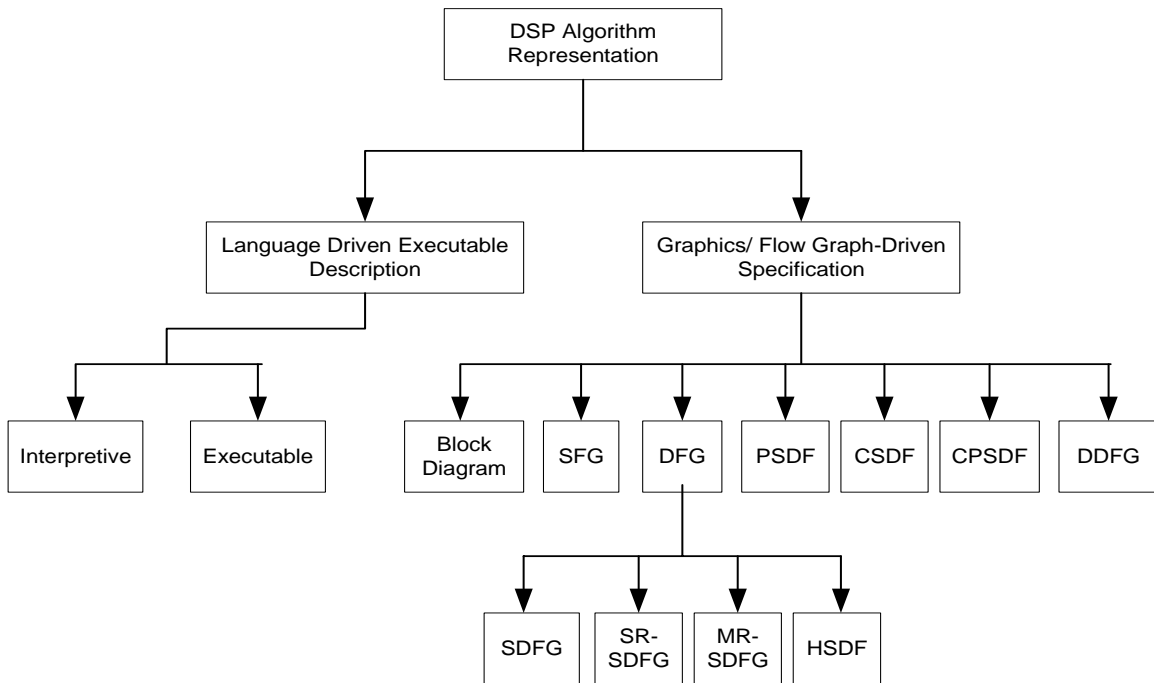 DSP Algorithm
Representation
Language Driven Executable
Description
Graphics/ Flow Graph-Driven
Specification
Interpretive
Executable
Block
Diagram
SFG
DFG
PSDF
CSDF
CPSDF
DDFG
SDFG
SR-
SDFG
MR-
SDFG
HSDF